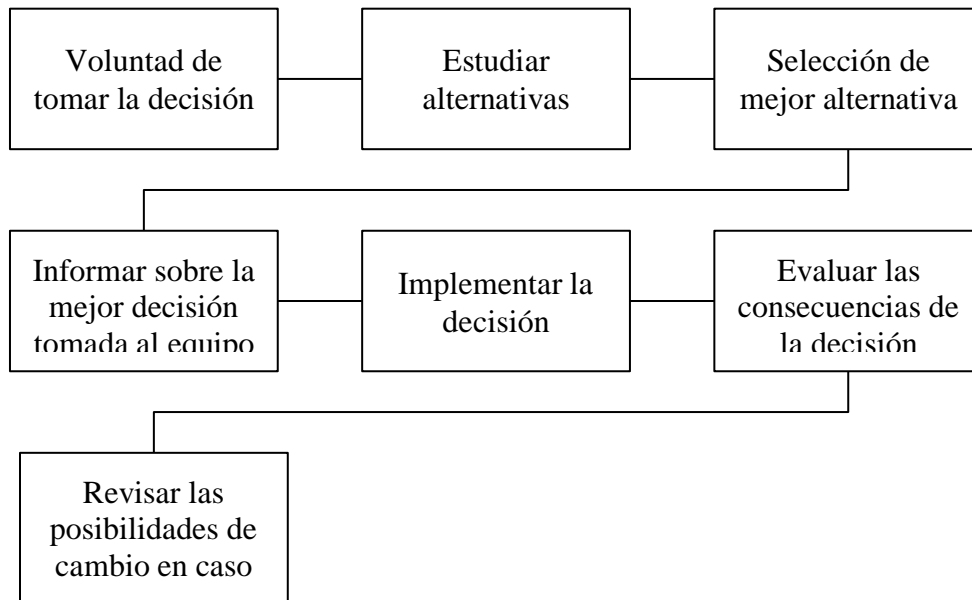 Voluntad de
tomar la decisión
Estudiar
alternativas
Selección de
mejor alternativa
Informar sobre la
mejor decisión
tomada al equipo
Implementar la
decisión
Evaluar las
consecuencias de
la decisión
Revisar las
posibilidades de
cambio en caso